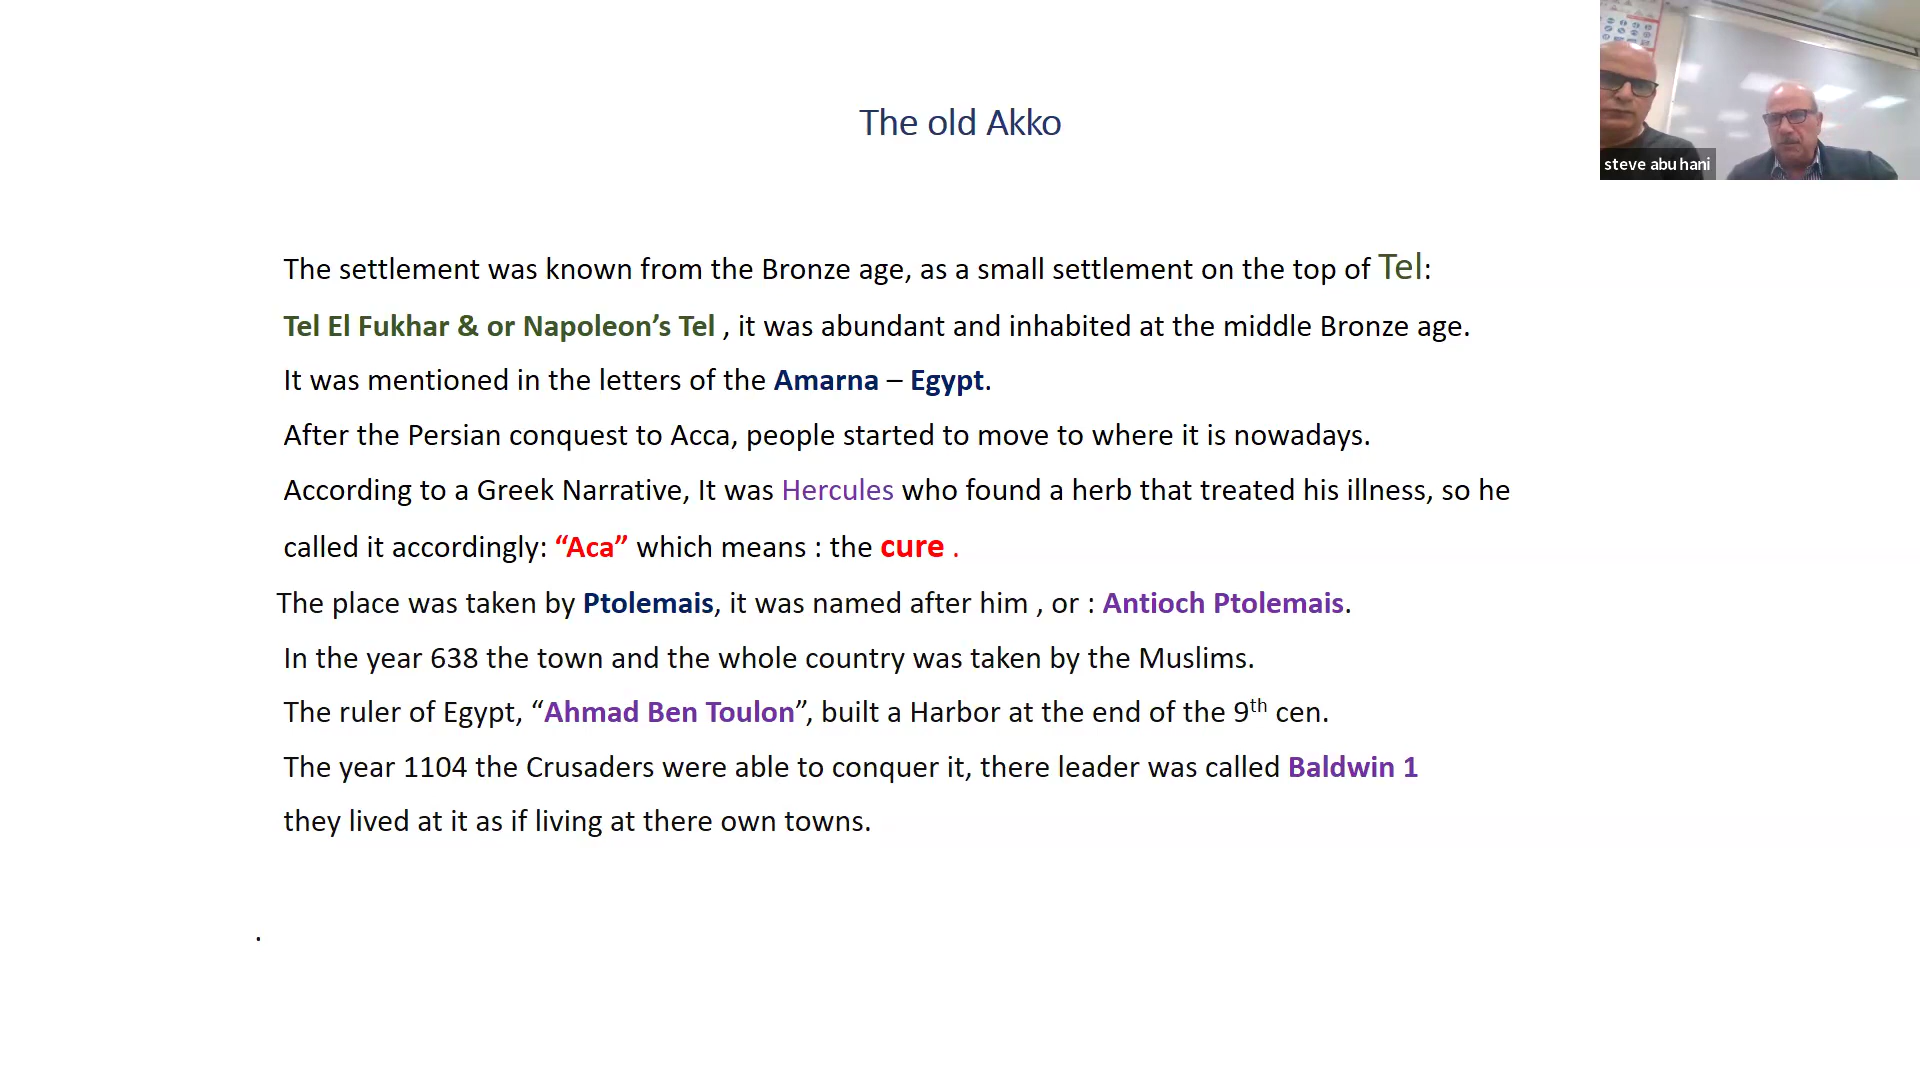 The old Akko
steve abu hani
The settlement was known from the Bronze age, as a small settlement on the top of Tel:
Tel El Fukhar & or Napoleon’s Tel , it was abundant and inhabited at the middle Bronze age.
It was mentioned in the letters of the Amarna – Egypt.
After the Persian conquest to Acca, people started to move to where it is nowadays.
According to a Greek Narrative, It was Hercules who found a herb that treated his illness, so he
called it accordingly: “Aca” which means : the cure .
The place was taken by Ptolemais, it was named after him , or : Antioch Ptolemais.
In the year 638 the town and the whole country was taken by the Muslims.
The ruler of Egypt, “Ahmad Ben Toulon”, built a Harbor at the end of the 9th cen.
The year 1104 the Crusaders were able to conquer it, there leader was called Baldwin 1
they lived at it as if living at there own towns.
.